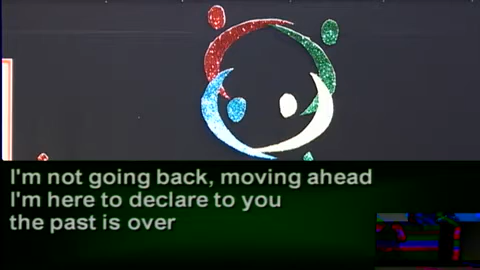 I'm not going back, moving ahead
I'm here to declare to you
the past is over